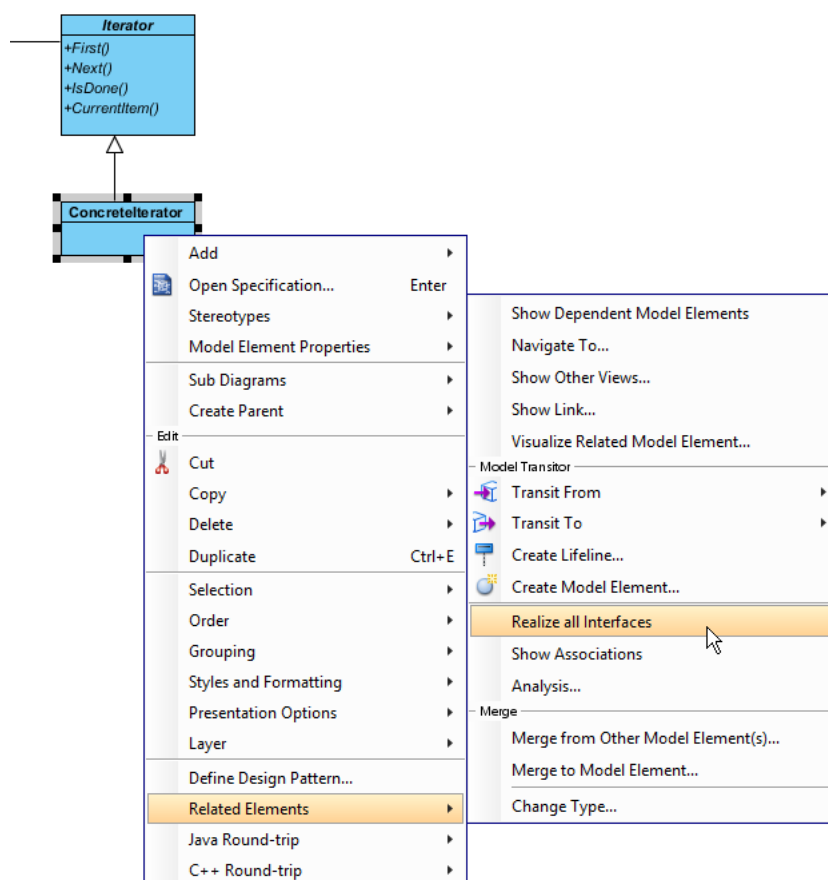 Iterator
+First()
+Next()
+IsDone()
+CurrentItem()
ConcreteIterator
Add
Open Specification... Enter
Stereotypes
Model Element Properties
Sub Diagrams
Create Parent
Edit
Cut
Copy
Delete
Duplicate Ctrl+E
Selection
Order
Grouping
Styles and Formatting
Presentation Options
Layer
Define Design Pattern...
Related Elements
Java Round-trip
C++ Round-trip
Show Dependent Model Elements
Navigate To...
Show Other Views...
Show Link...
Visualize Related Model Element...
Model Transitor
Transit From
Transit To
Create Lifeline...
Create Model Element...
Realize all Interfaces
Show Associations
Analysis...
Merge
Merge from Other Model Element(s)...
Merge to Model Element...
Change Type...